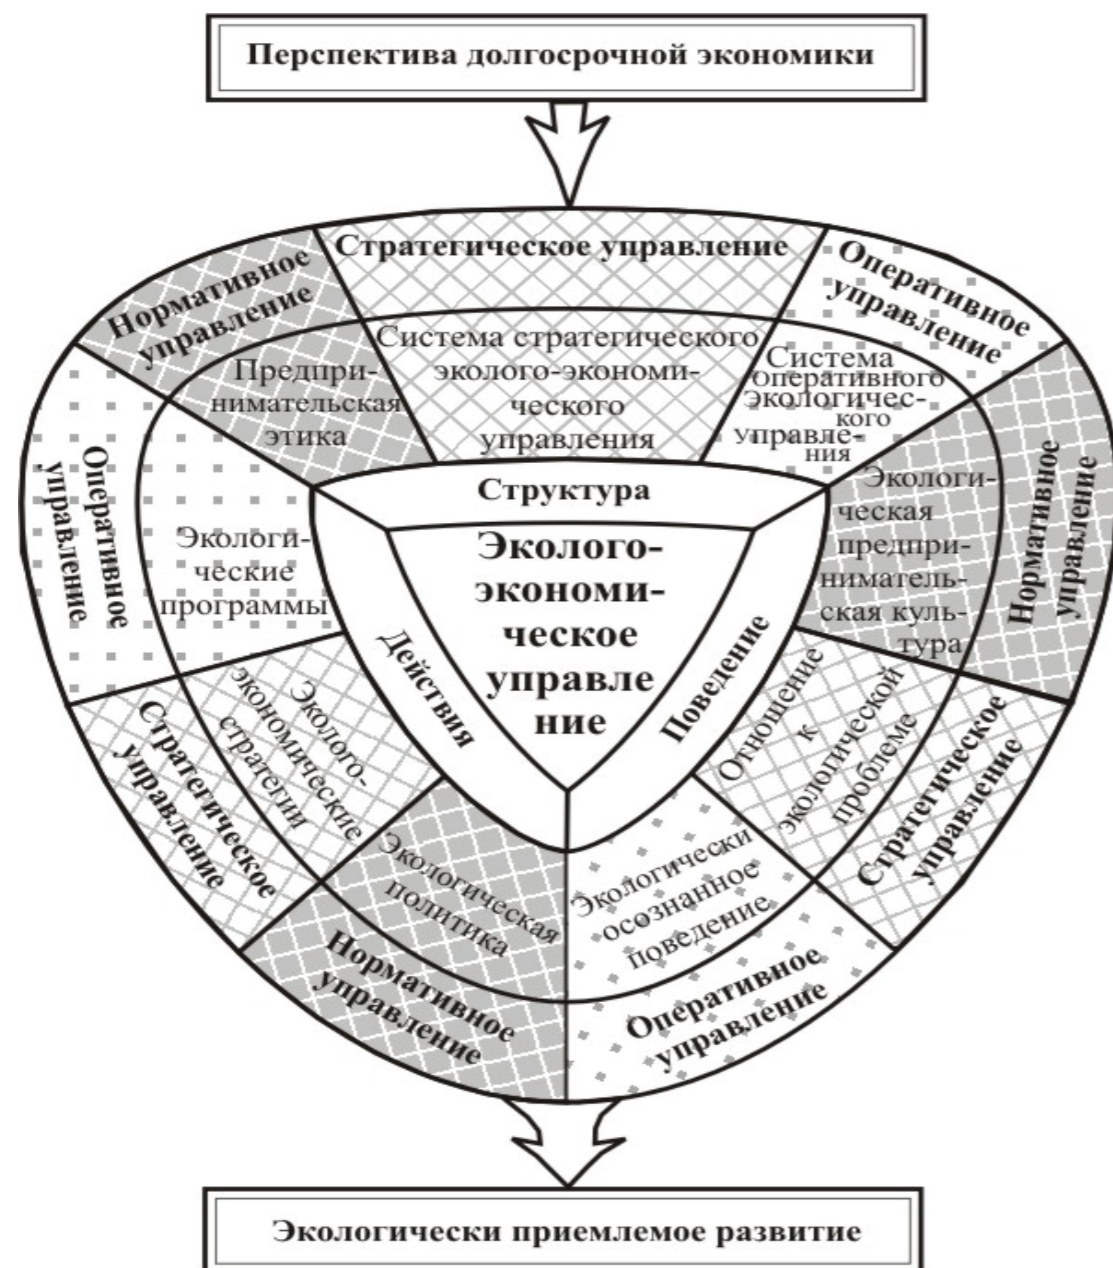 Перспектива долгосрочной экономики
Нормативное
управление
Стратегическое управление
Оперативное
управление
Предпри-
нимательская
этика
Система стратегического
эколого-экономи-
ческого
управления
Система
оперативного
экологичес-
кого
управле-
ния
Структура
Оперативное
управление
Экологи-
ческие
программы
Эколого-
экономи-
ческое
управле
ние
Экологи-
ческая
предпри-
ниматель-
ская куль-
тура
Нормативное
управление
Действия
Поведение
Эколого-
экономические
стратегии
Стратегическое
управление
Отношение
к
экологической
проблеме
Стратегическое
управление
Экологическая
политика
Нормативное
управление
Экологически
осознанное
поведение
Оперативное
управление
Экологически приемлемое развитие